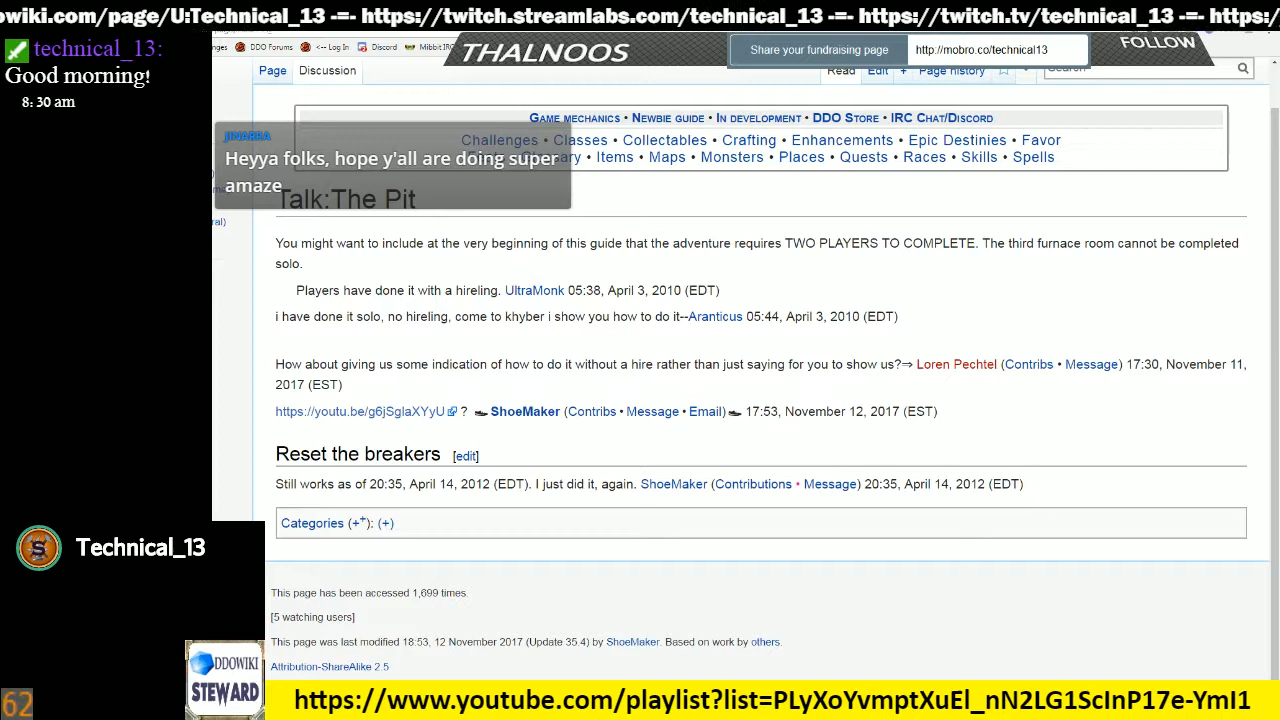 owiki.com/page/U:Technical_13 -=- https://twitch.streamlabs.com/technical_13 -=- https://twitch.tv/technical_13 -=- https:/
technical_13:
Good morning!
8:30 am
DDO Forums <-- Log In Discord Mibbit IRC
THALNOOS
Share your fundraising page http://mobro.co/technical13
FOLLOW
Page Discussion Read Edit + Page history Search
Game mechanics • Newbie guide • In development • DDO Store • IRC Chat/Discord
Challenges • Classes • Collectables • Crafting • Enhancements • Epic Destinies • Favor
Glossary • Items • Maps • Monsters • Places • Quests • Races • Skills • Spells
JINARRA
Heyya folks, hope y'all are doing super
amaze
Talk:The Pit
You might want to include at the very beginning of this guide that the adventure requires TWO PLAYERS TO COMPLETE. The third furnace room cannot be completed
solo.
Players have done it with a hireling. UltraMonk 05:38, April 3, 2010 (EDT)
i have done it solo, no hireling, come to khyber i show you how to do it--Aranticus 05:44, April 3, 2010 (EDT)
How about giving us some indication of how to do it without a hire rather than just saying for you to show us?⇒ Loren Pechtel (Contribs • Message) 17:30, November 11,
2017 (EST)
https://youtu.be/g6jSglaXYyU ? ShoeMaker (Contribs • Message • Email) 17:53, November 12, 2017 (EST)
Reset the breakers [edit]
Still works as of 20:35, April 14, 2012 (EDT). I just did it, again. ShoeMaker (Contributions • Message) 20:35, April 14, 2012 (EDT)
Categories (+⁺): (+)
Technical_13
This page has been accessed 1,699 times.
[5 watching users]
This page was last modified 18:53, 12 November 2017 (Update 35.4) by ShoeMaker. Based on work by others.
Attribution-ShareAlike 2.5
DDOWIKI
STEWARD
62
https://www.youtube.com/playlist?list=PLyXoYvmptXuEl_nN2LG1ScInP17e-YmI1